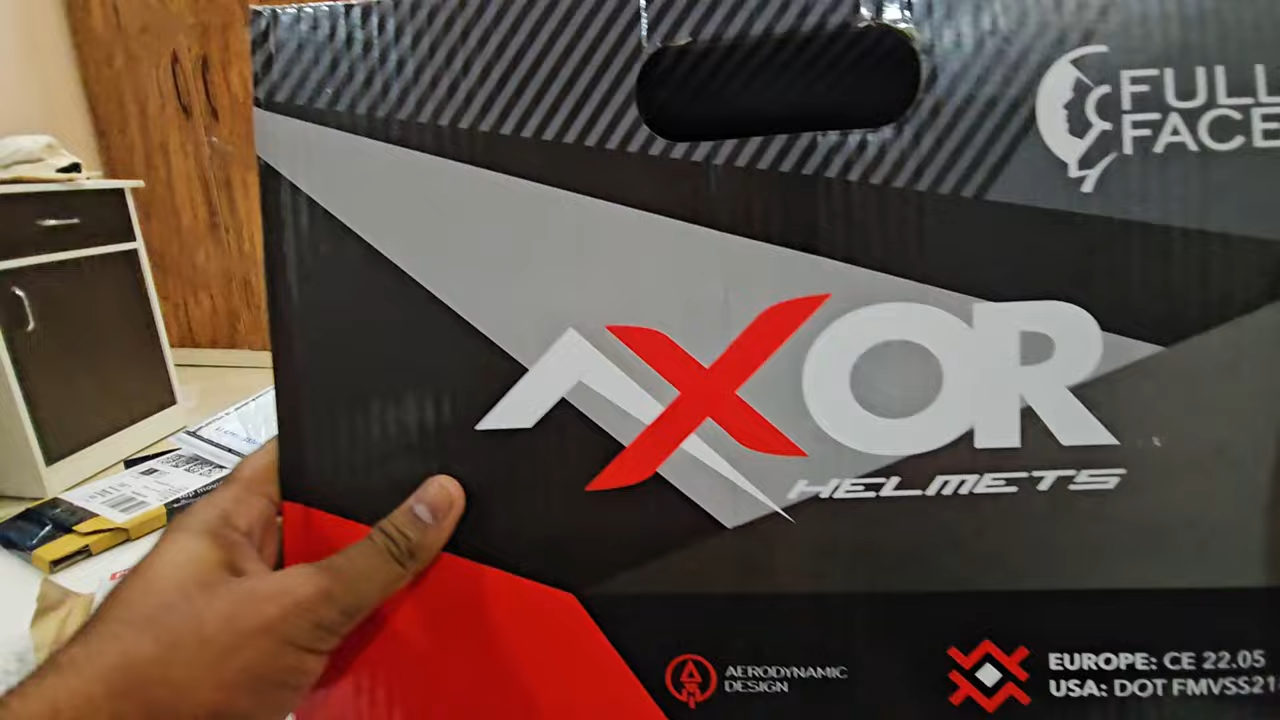 FULL
FACE
AXOR
HELMETS
AERODYNAMIC
DESIGN
EUROPE: CE 22.05
USA: DOT FMVSS21